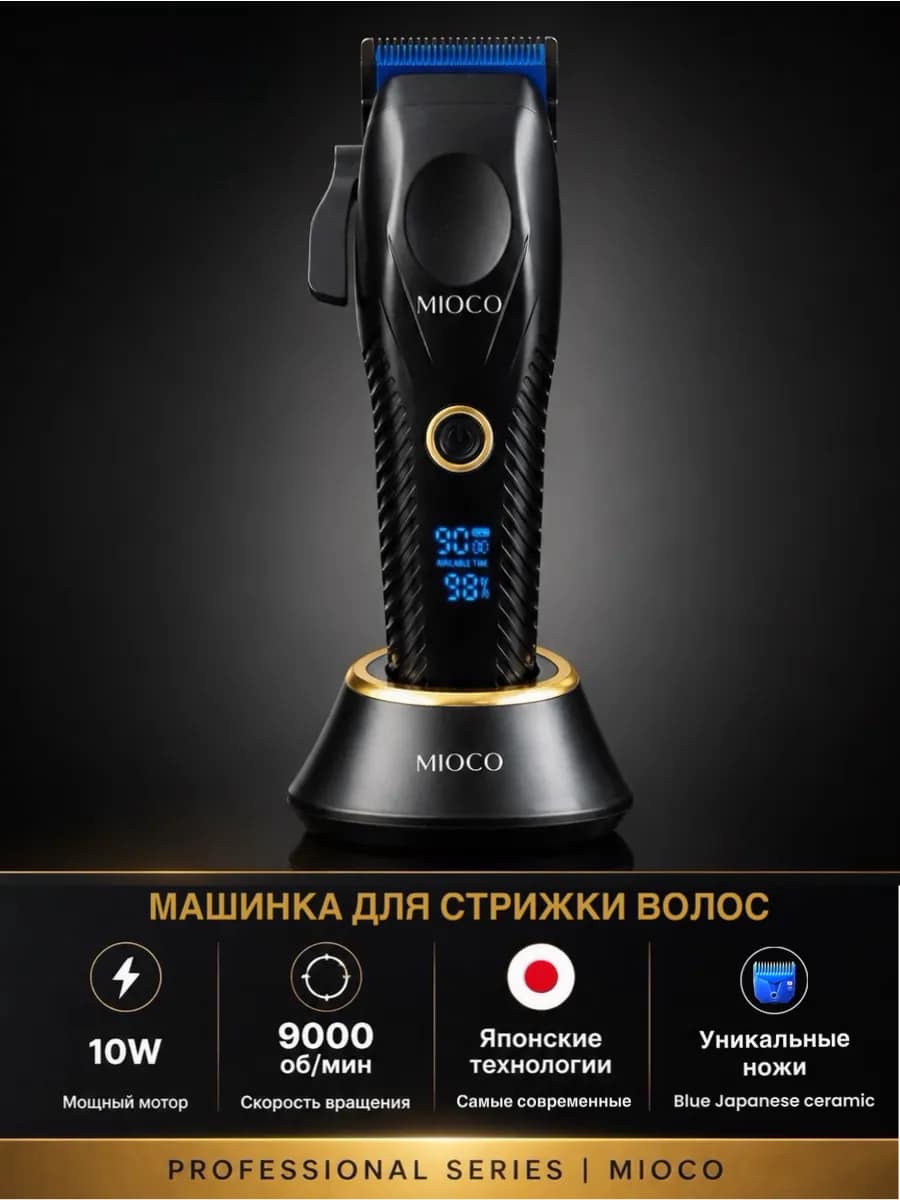 MIOCO
90 00
AVAILABLE TIME
98%
MIOCO
МАШИНКА ДЛЯ СТРИЖКИ ВОЛОС
10W
Мощный мотор
9000
об/мин
Скорость вращения
Японские
технологии
Самые современные
Уникальные
ножи
Blue Japanese ceramic
PROFESSIONAL SERIES | MIOCO